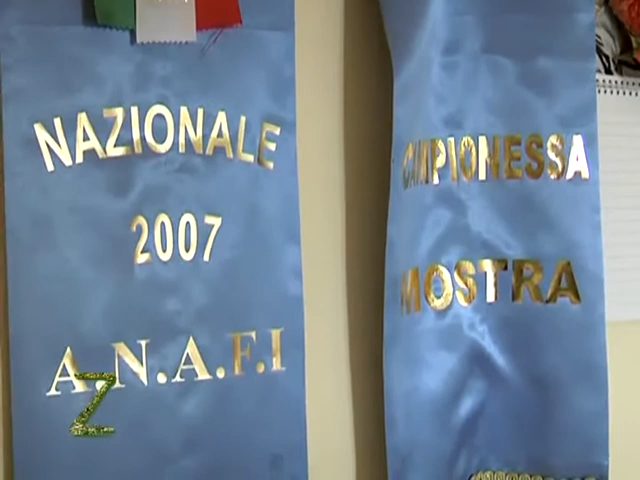 NAZIONALE
2007
A.N.A.F.I
Z
CAMPIONESSA
MOSTRA